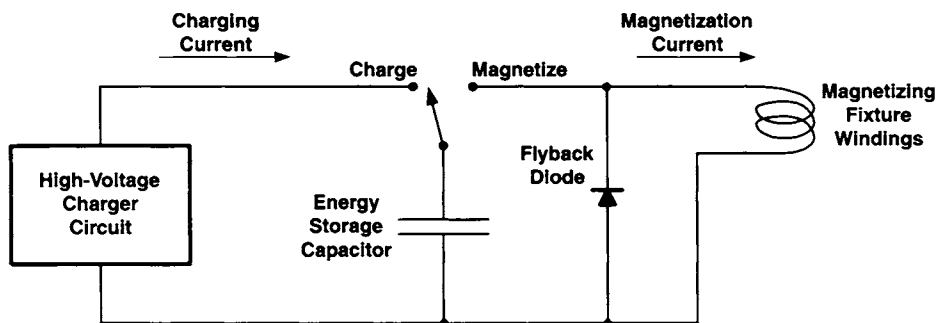 Charging
Current
Magnetization
Current
Charge
Magnetize
Magnetizing
Fixture
Windings
High-Voltage
Charger
Circuit
Flyback
Diode
Energy
Storage
Capacitor